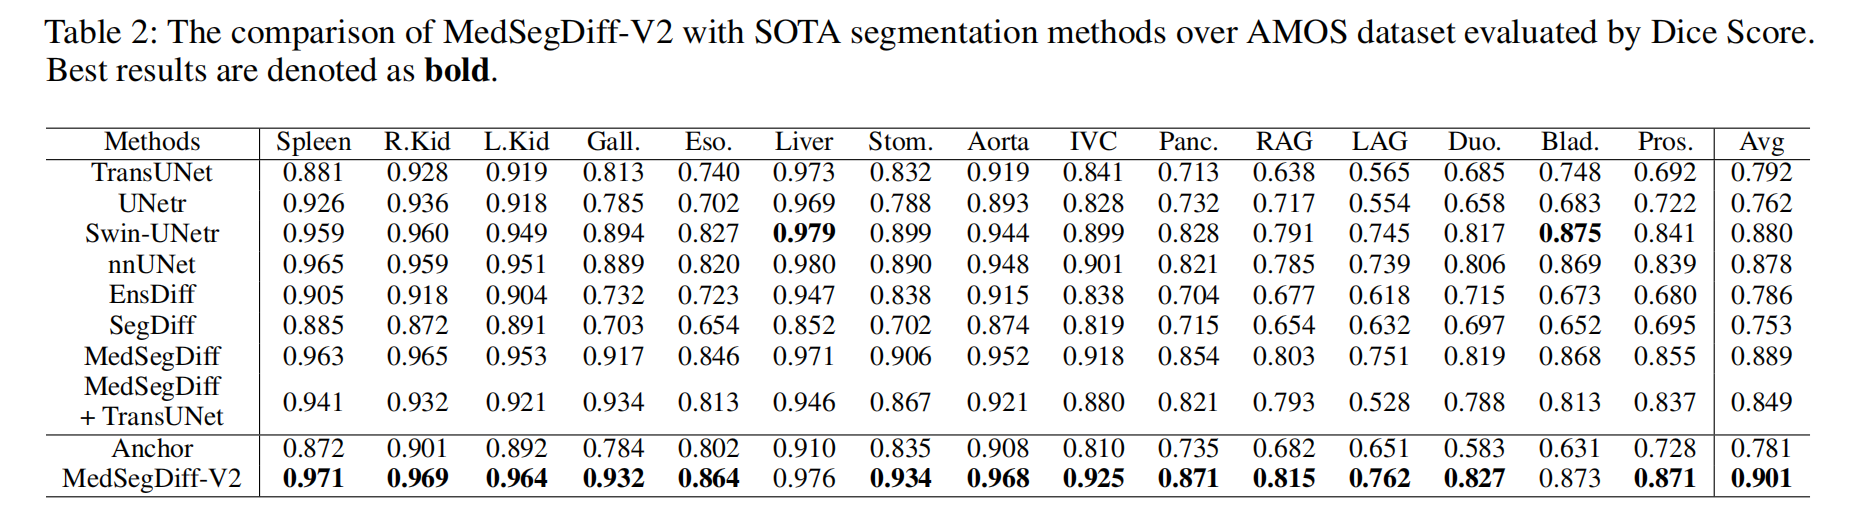 Table 2: The comparison of MedSegDiff-V2 with SOTA segmentation methods over AMOS dataset evaluated by Dice Score.
Best results are denoted as bold.
Methods Spleen R.Kid L.Kid Gall. Eso. Liver Stom. Aorta IVC Panc. RAG LAG Duo. Blad. Pros. Avg
TransUNet 0.881 0.928 0.919 0.813 0.740 0.973 0.832 0.919 0.841 0.713 0.638 0.565 0.685 0.748 0.692 0.792
UNetr 0.926 0.936 0.918 0.785 0.702 0.969 0.788 0.893 0.828 0.732 0.717 0.554 0.658 0.683 0.722 0.762
Swin-UNetr 0.959 0.960 0.949 0.894 0.827 0.979 0.899 0.944 0.899 0.828 0.791 0.745 0.817 0.875 0.841 0.880
nnUNet 0.965 0.959 0.951 0.889 0.820 0.980 0.890 0.948 0.901 0.821 0.785 0.739 0.806 0.869 0.839 0.878
EnsDiff 0.905 0.918 0.904 0.732 0.723 0.947 0.838 0.915 0.838 0.704 0.677 0.618 0.715 0.673 0.680 0.786
SegDiff 0.885 0.872 0.891 0.703 0.654 0.852 0.702 0.874 0.819 0.715 0.654 0.632 0.697 0.652 0.695 0.753
MedSegDiff 0.963 0.965 0.953 0.917 0.846 0.971 0.906 0.952 0.918 0.854 0.803 0.751 0.819 0.868 0.855 0.889
MedSegDiff
+ TransUNet 0.941 0.932 0.921 0.934 0.813 0.946 0.867 0.921 0.880 0.821 0.793 0.528 0.788 0.813 0.837 0.849
Anchor 0.872 0.901 0.892 0.784 0.802 0.910 0.835 0.908 0.810 0.735 0.682 0.651 0.583 0.631 0.728 0.781
MedSegDiff-V2 0.971 0.969 0.964 0.932 0.864 0.976 0.934 0.968 0.925 0.871 0.815 0.762 0.827 0.873 0.871 0.901